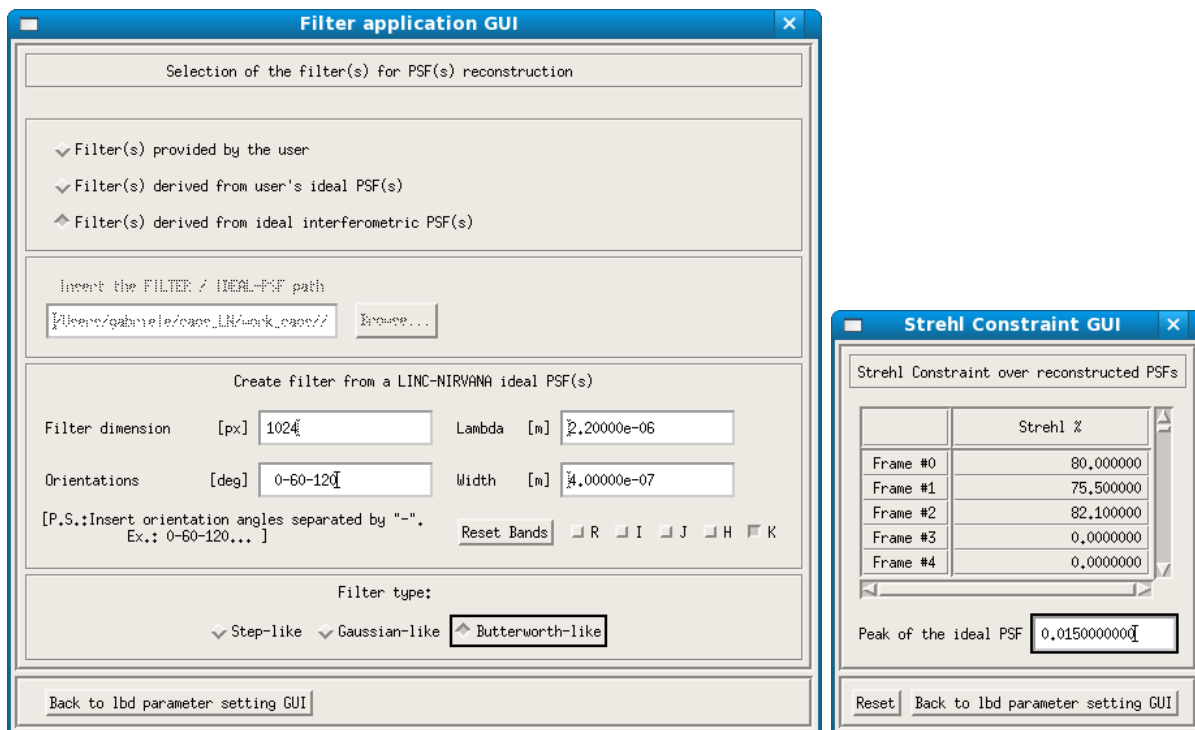 Filter application GUI
Selection of the filter(s) for PSF(s) reconstruction
Filter(s) provided by the user
Filter(s) derived from user's ideal PSF(s)
Filter(s) derived from ideal interferometric PSF(s)
Insert the FILTER / IDEAL-PSF path
/Users/gabriele/caos_LN/work_caos//
Browse...
Create filter from a LINC-NIRVANA ideal PSF(s)
Filter dimension [px] 1024 Lambda [m] 2.20000e-06
Orientations [deg] 0-60-120 Width [m] 4.00000e-07
[P.S.:Insert orientation angles separated by "-".
Ex.: 0-60-120... ]
Reset Bands R I J H K
Filter type:
Step-like Gaussian-like Butterworth-like
Back to lbd parameter setting GUI
Strehl Constraint GUI
Strehl Constraint over reconstructed PSFs
Strehl %
Frame #0 80.000000
Frame #1 75.500000
Frame #2 82.100000
Frame #3 0.0000000
Frame #4 0.0000000
Peak of the ideal PSF 0.0150000000
Reset Back to lbd parameter setting GUI